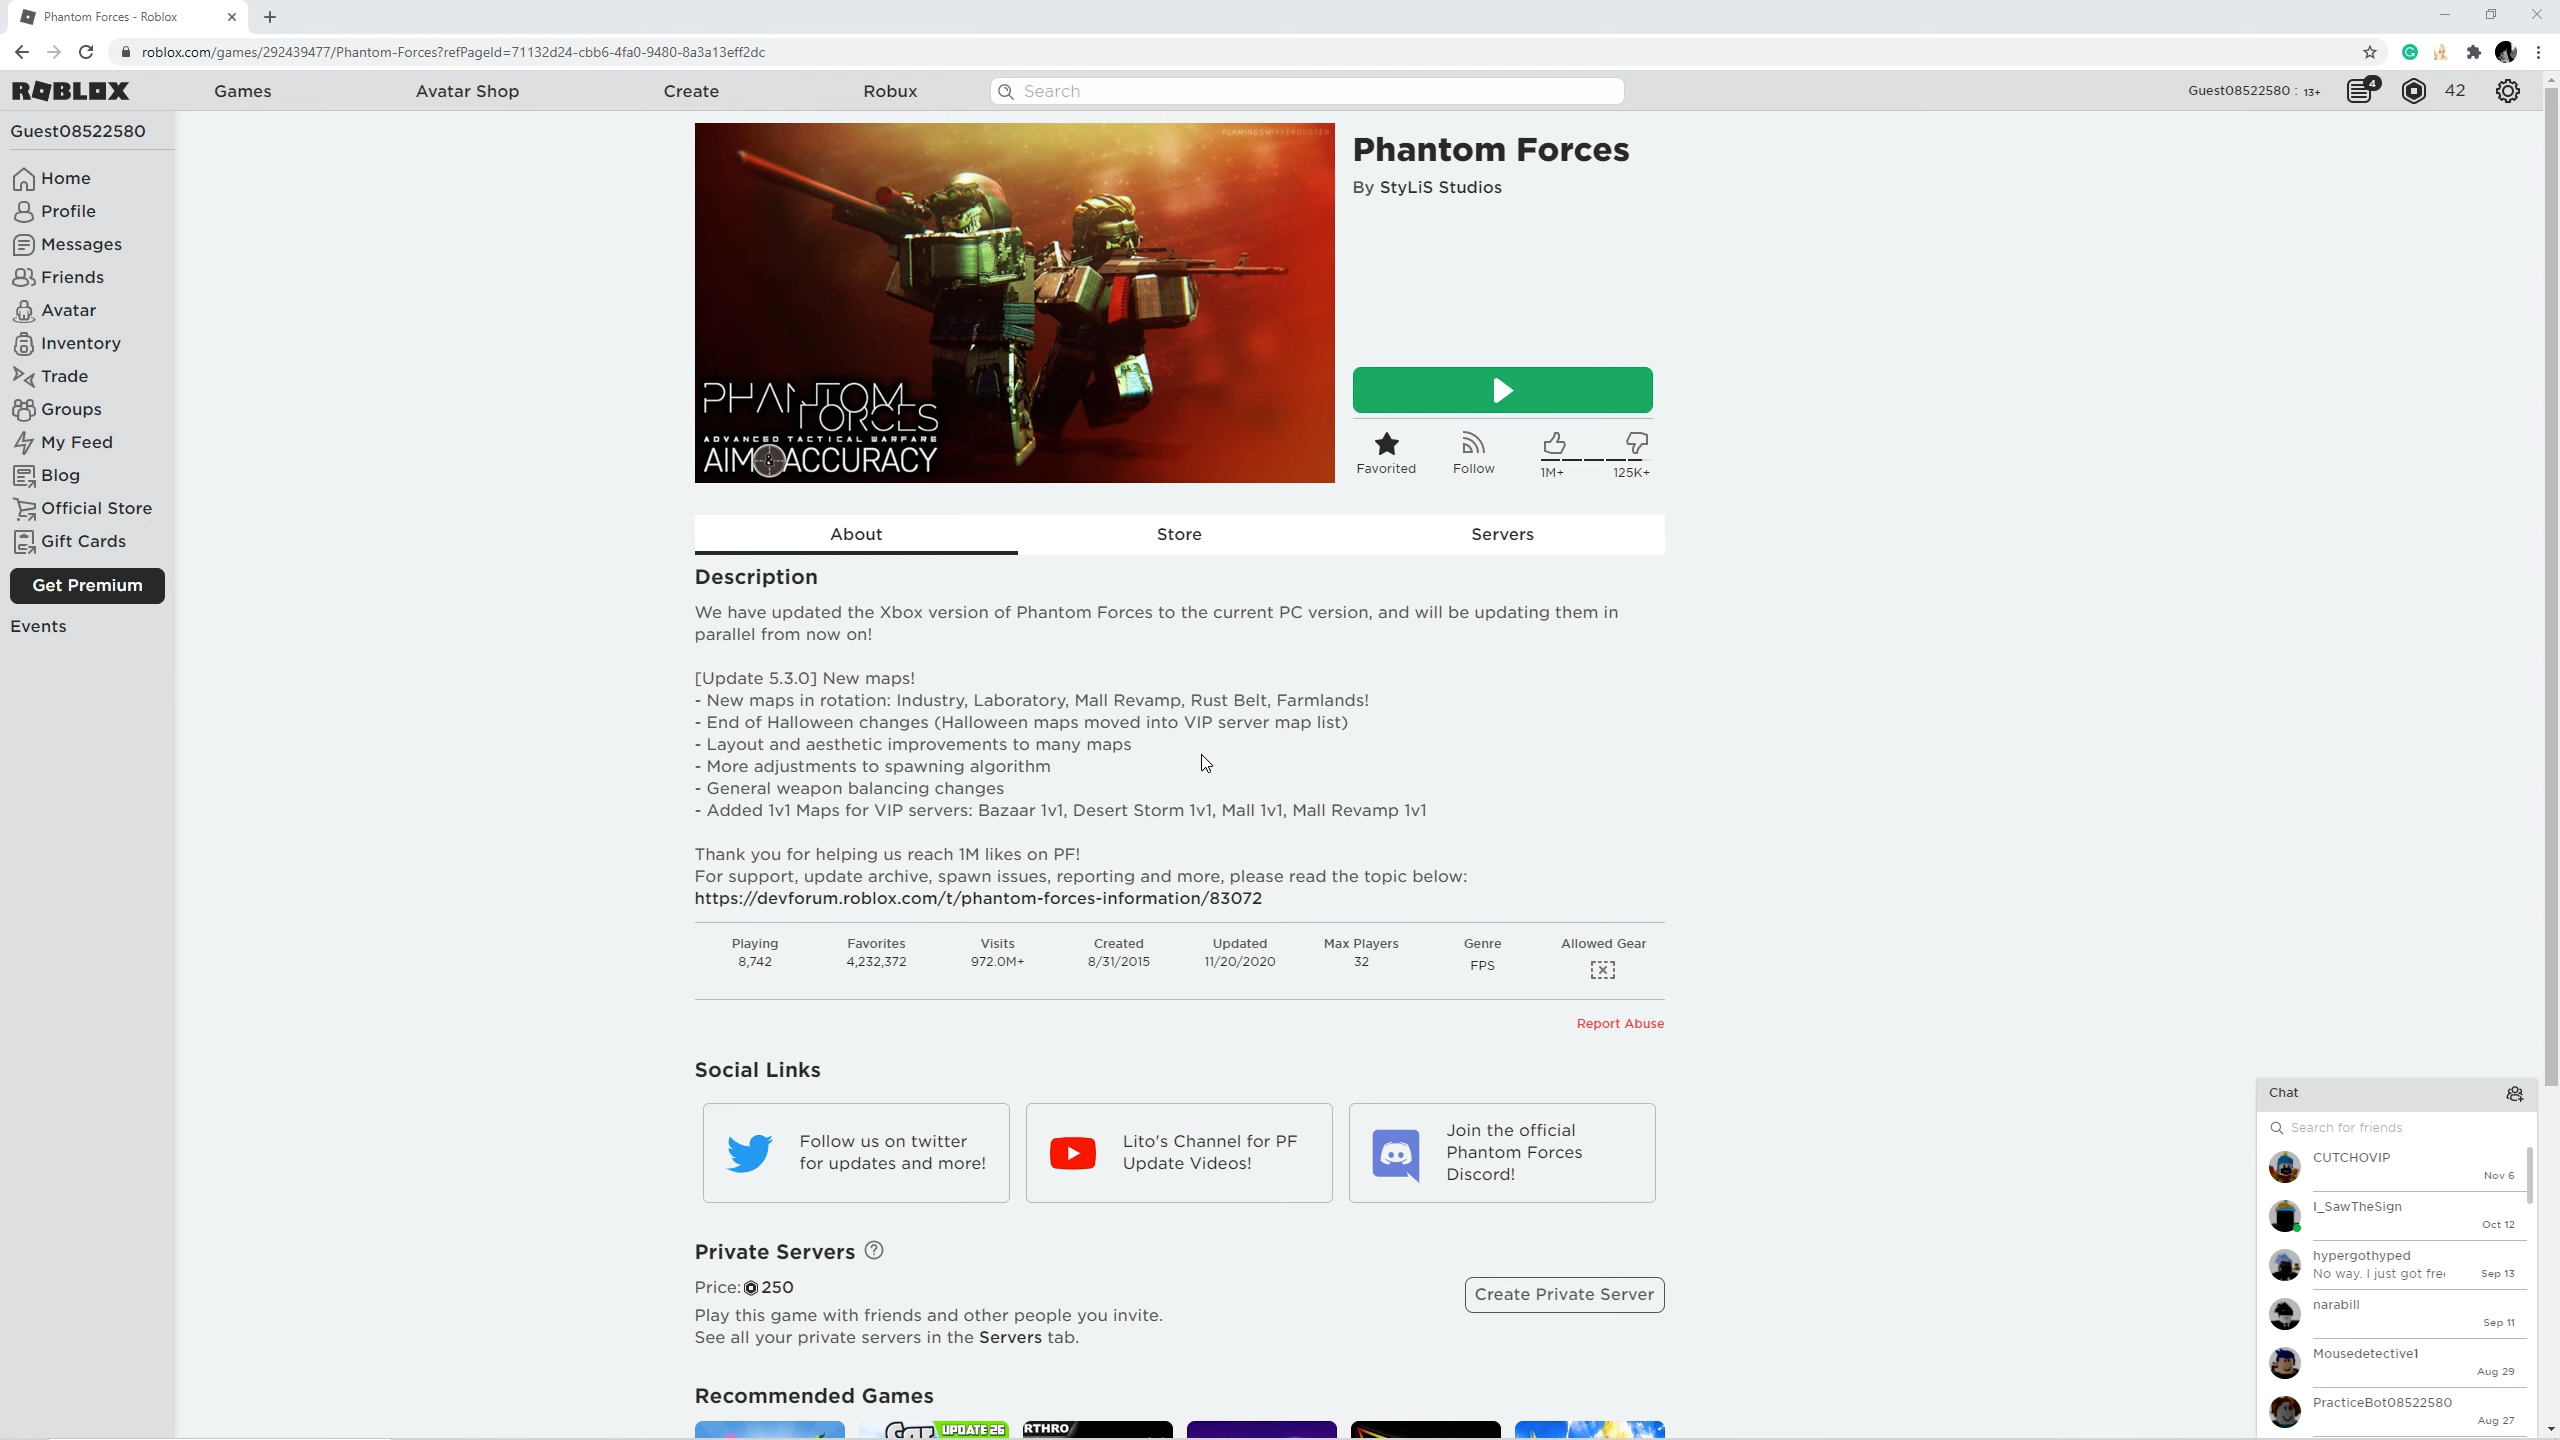 Phantom Forces - Roblox
roblox.com/games/292439477/Phantom-Forces?refPageId=71132d24-cbb6-4fa0-9480-8a3a13eff2dc
ROBLOX Games Avatar Shop Create Robux Search Guest08522580 : 13+ 4 42
Guest08522580
Home
Profile
Messages
Friends
Avatar
Inventory
Trade
Groups
My Feed
Blog
Official Store
Gift Cards
Get Premium
Events
FLAMINGSWIFFERDUSTER
PHANTOM
FORCES
ADVANCED TACTICAL WARFARE
AIM & ACCURACY
Phantom Forces
By StyLiS Studios
Favorited Follow 1M+ 125K+
About Store Servers
Description
We have updated the Xbox version of Phantom Forces to the current PC version, and will be updating them in
parallel from now on!
[Update 5.3.0] New maps!
- New maps in rotation: Industry, Laboratory, Mall Revamp, Rust Belt, Farmlands!
- End of Halloween changes (Halloween maps moved into VIP server map list)
- Layout and aesthetic improvements to many maps
- More adjustments to spawning algorithm
- General weapon balancing changes
- Added 1v1 Maps for VIP servers: Bazaar 1v1, Desert Storm 1v1, Mall 1v1, Mall Revamp 1v1
Thank you for helping us reach 1M likes on PF!
For support, update archive, spawn issues, reporting and more, please read the topic below:
https://devforum.roblox.com/t/phantom-forces-information/83072
Playing Favorites Visits Created Updated Max Players Genre Allowed Gear
8,742 4,232,372 972.0M+ 8/31/2015 11/20/2020 32 FPS
Report Abuse
Social Links
Follow us on twitter
for updates and more!
Lito's Channel for PF
Update Videos!
Join the official
Phantom Forces
Discord!
Private Servers
Price: 250
Create Private Server
Play this game with friends and other people you invite.
See all your private servers in the Servers tab.
Recommended Games
UPDATE 26
RTHRO
Chat
Search for friends
CUTCHOVIP
Nov 6
I_SawTheSign
Oct 12
hypergothyped
No way. I just got fre Sep 13
narabill
Sep 11
Mousedetective1
Aug 29
PracticeBot08522580
Aug 27